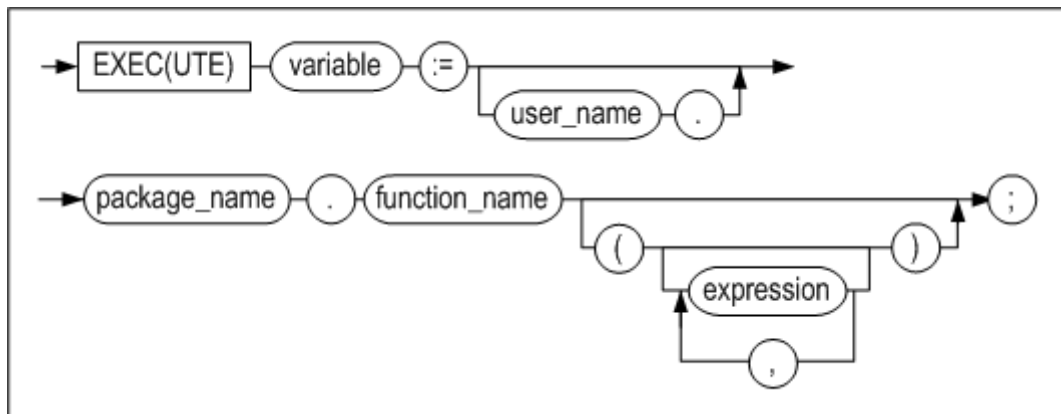 EXEC(UTE) variable :=
user_name .
package_name . function_name ;
( )
expression
,